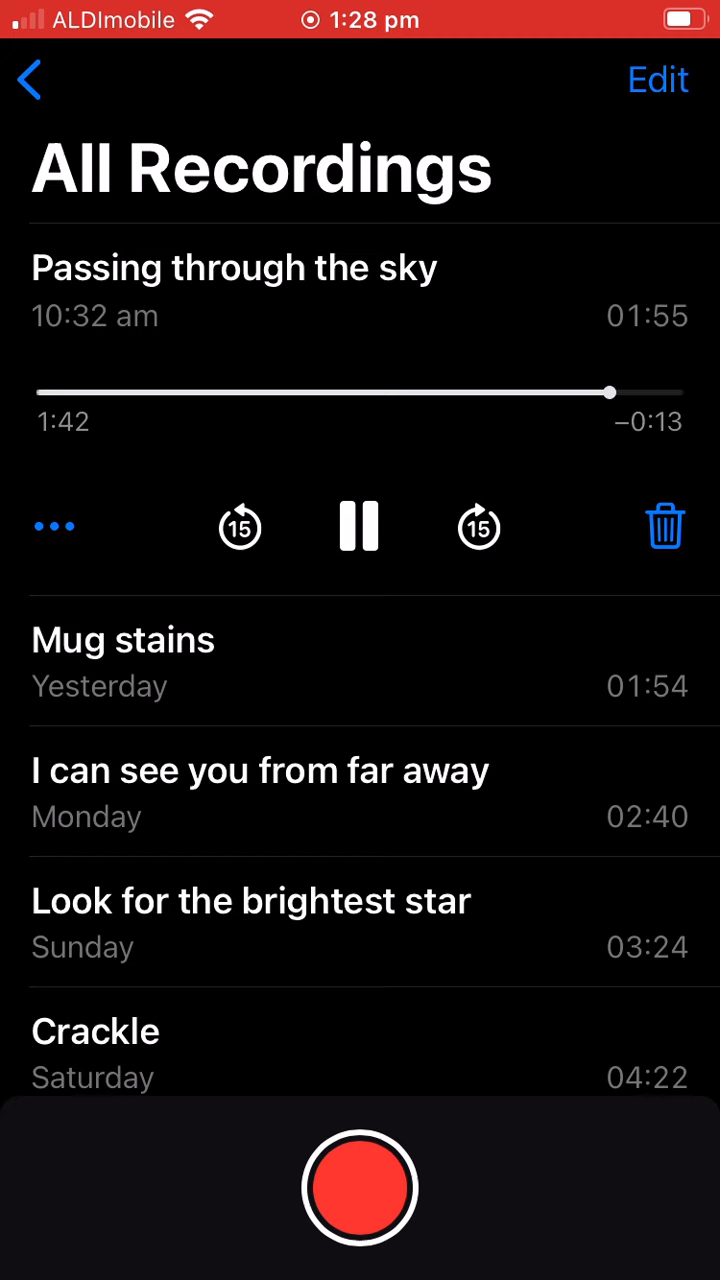 ALDImobile 1:28 pm
Edit
All Recordings
Passing through the sky
10:32 am 01:55
1:42 −0:13
15 15
Mug stains
Yesterday 01:54
I can see you from far away
Monday 02:40
Look for the brightest star
Sunday 03:24
Crackle
Saturday 04:22